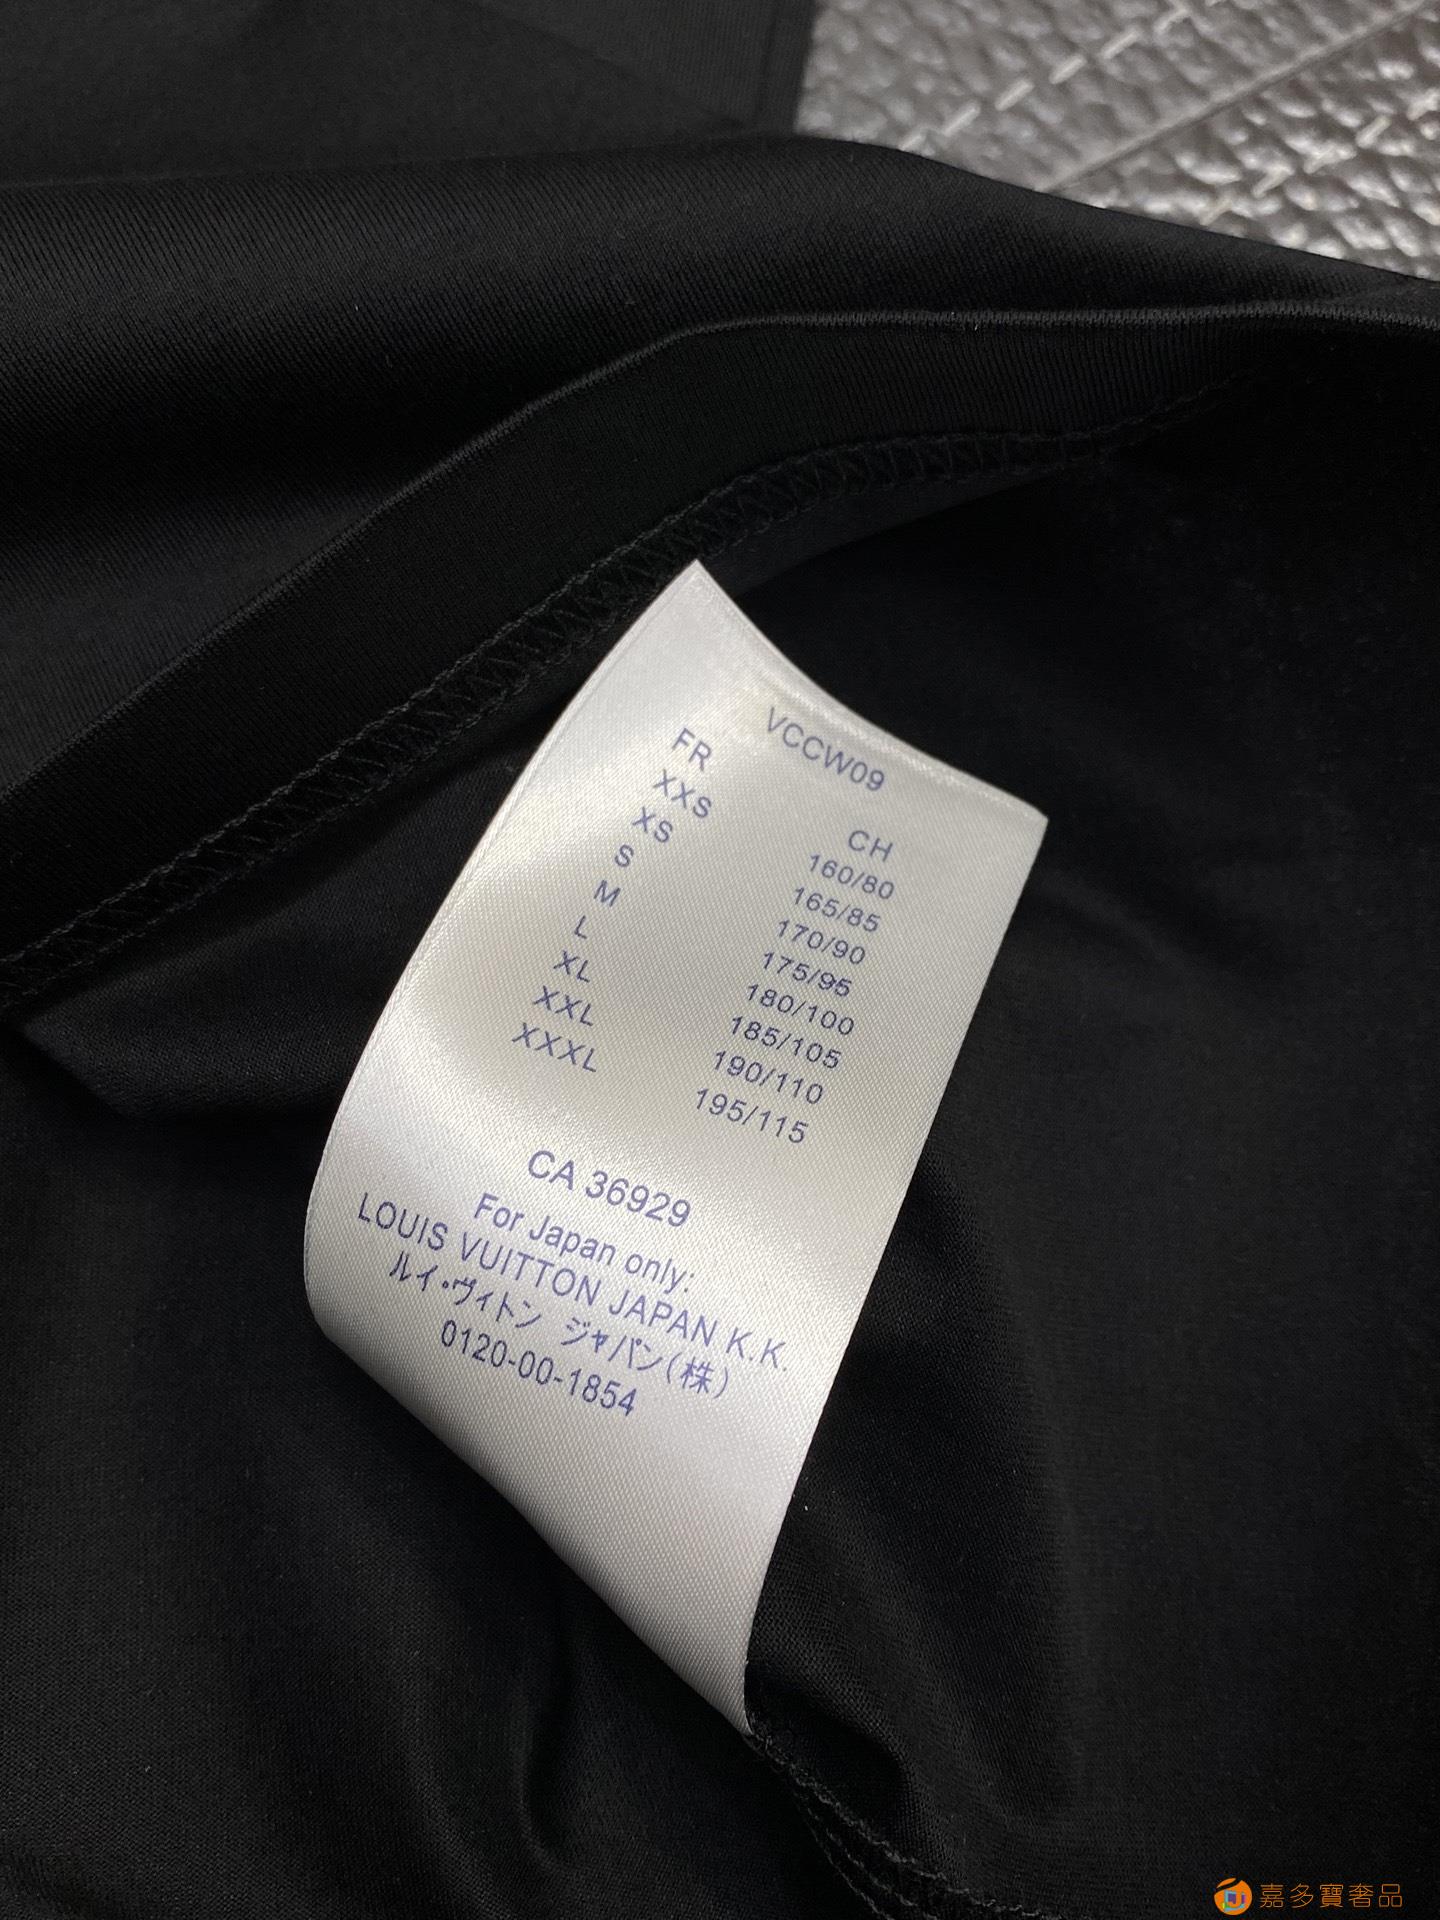 VCCW09
FR CH
XXS 160/80
XS 165/85
S 170/90
M 175/95
L 180/100
XL 185/105
XXL 190/110
XXXL 195/115
CA 36929
For Japan only:
LOUIS VUITTON JAPAN K.K.
ルイ・ヴィトン ジャパン(株)
0120-00-1854
嘉多寶奢品